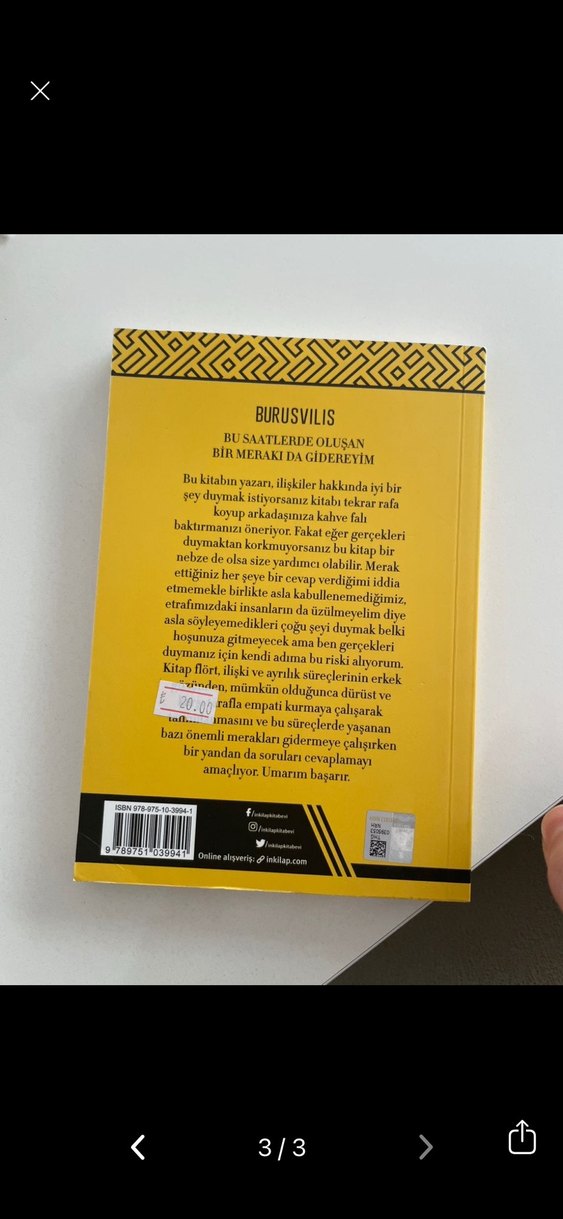 BURUSVILIS
BU SAATLERDE OLUŞAN
BİR MERAKI DA GİDEREYİM
Bu kitabın yazarı, ilişkiler hakkında iyi bir
şey duymak istiyorsanız kitabı tekrar rafa
koyup arkadaşınıza kahve falı
baktırmanızı öneriyor. Fakat eğer gerçekleri
duymaktan korkmuyorsanız bu kitap bir
nebze de olsa size yardımcı olabilir. Merak
ettiğiniz her şeye bir cevap verdiğimi iddia
etmemekle birlikte asla kabullenemediğimiz,
etrafımızdaki insanların da üzülmeyelim diye
asla söyleyemedikleri çoğu şeyi duymak belki
hoşunuza gitmeyecek ama ben gerçekleri
duymanız için kendi adıma bu riski alıyorum.
Kitap flört, ilişki ve ayrılık süreçlerinin erkek
mümkün olduğunca dürüst ve
₺ 20.00
empati kurmaya çalışarak
ve bu süreçlerde yaşanan
bazı önemli merakları gidermeye çalışırken
bir yandan da soruları cevaplamayı
amaçlıyor. Umarım başarır.
ISBN 978-975-10-3994-1
9 789751 039941
/inkilapkitabevi
/inkilapkitabevi
/inkilapkitabevi
Online alışveriş: inkilap.com
3 / 3